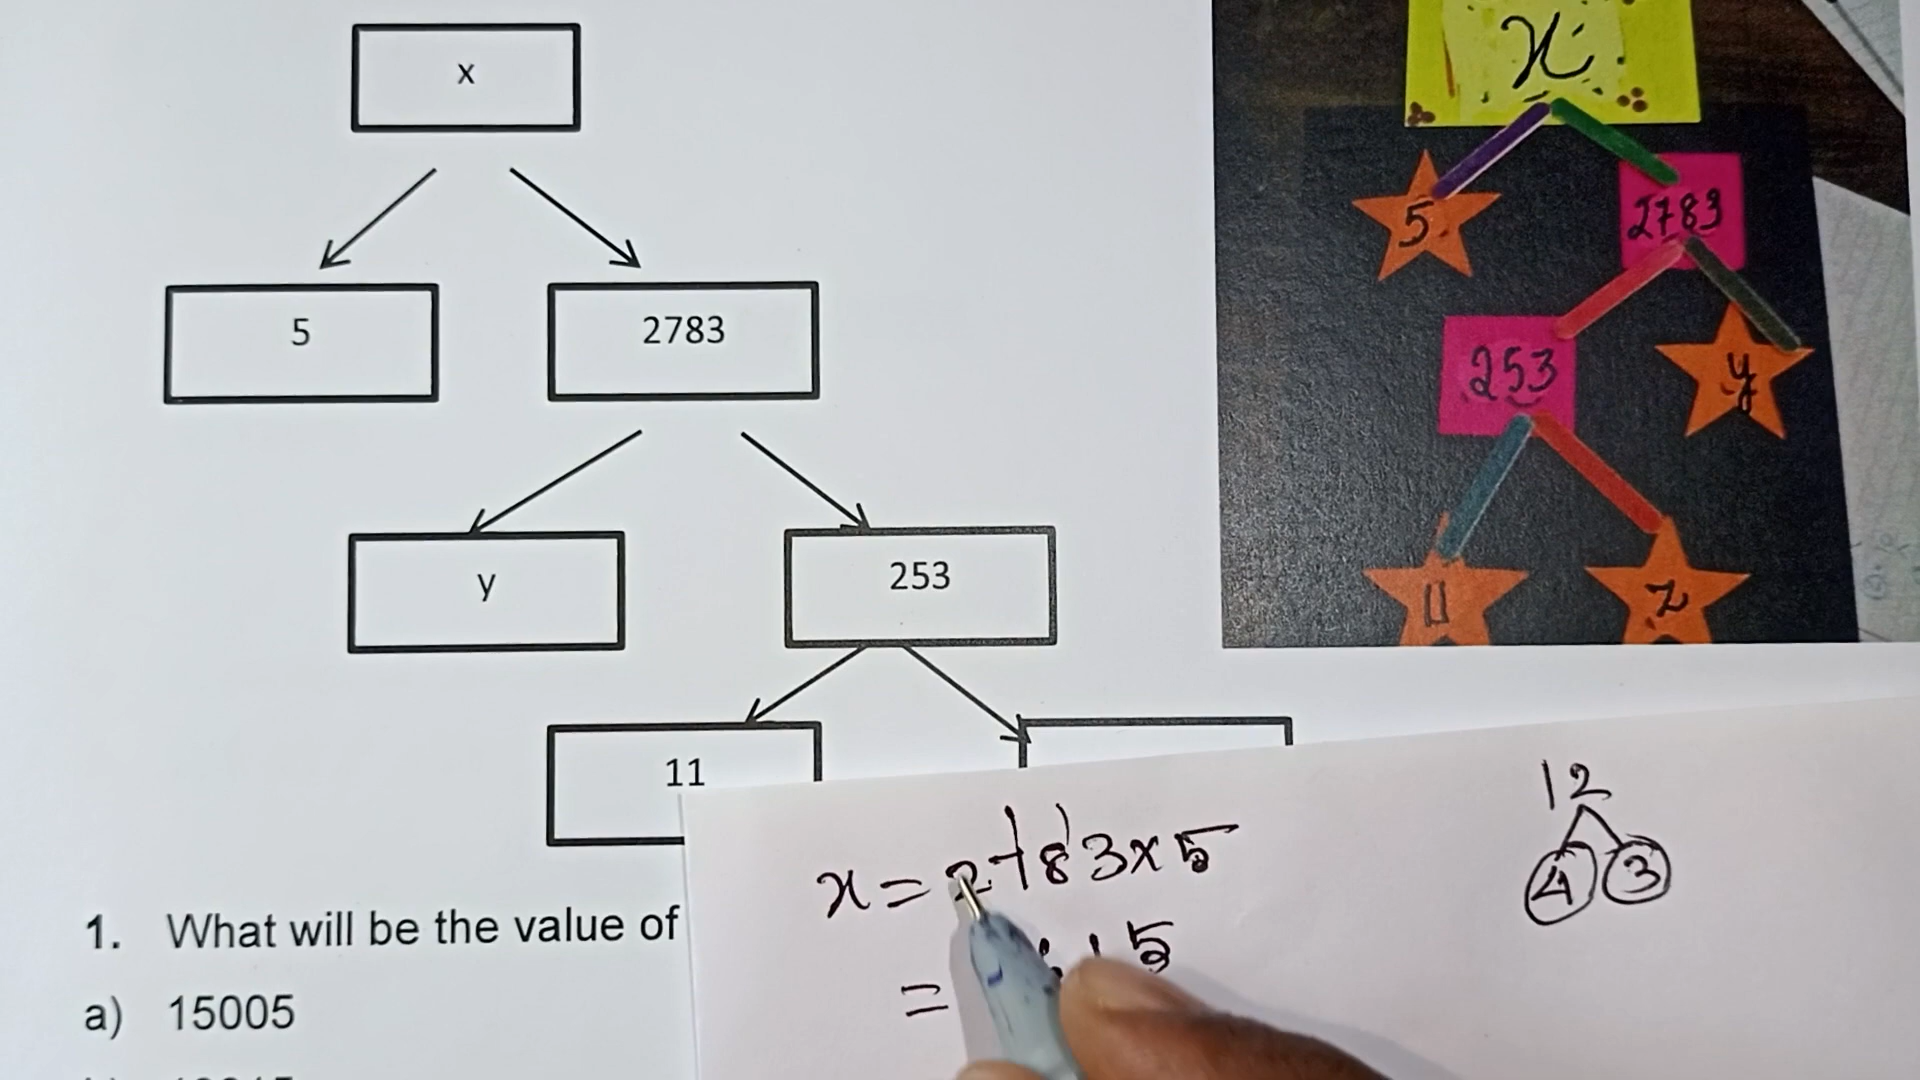 x
5
2783
y
253
11
1. What will be the value of
a) 15005
x
5
2783
253
y
11
z
12
4 3
x = 2783x5
=
15